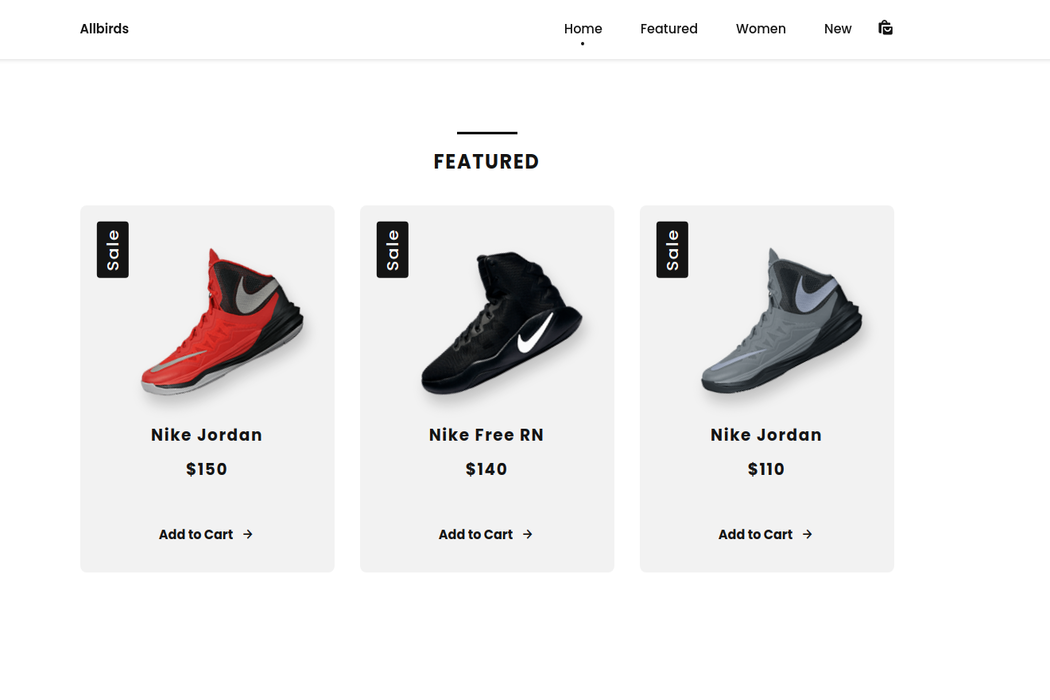 Allbirds
Home Featured Women New
FEATURED
Sale Sale Sale
Nike Jordan Nike Free RN Nike Jordan
$150 $140 $110
Add to Cart → Add to Cart → Add to Cart →